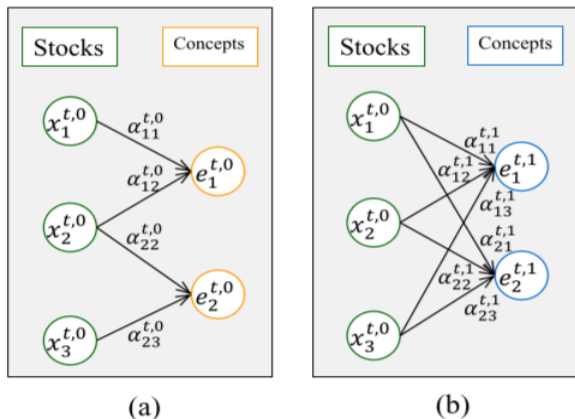 Stocks Concepts
x_1^{t,0}
α_{11}^{t,0}
e_1^{t,0}
α_{12}^{t,0}
x_2^{t,0}
α_{22}^{t,0}
e_2^{t,0}
x_3^{t,0}
α_{23}^{t,0}
(a)
Stocks Concepts
x_1^{t,0}
α_{11}^{t,1}
α_{12}^{t,1}
e_1^{t,1}
α_{13}^{t,1}
x_2^{t,0}
α_{21}^{t,1}
α_{22}^{t,1}
e_2^{t,1}
α_{23}^{t,1}
x_3^{t,0}
(b)